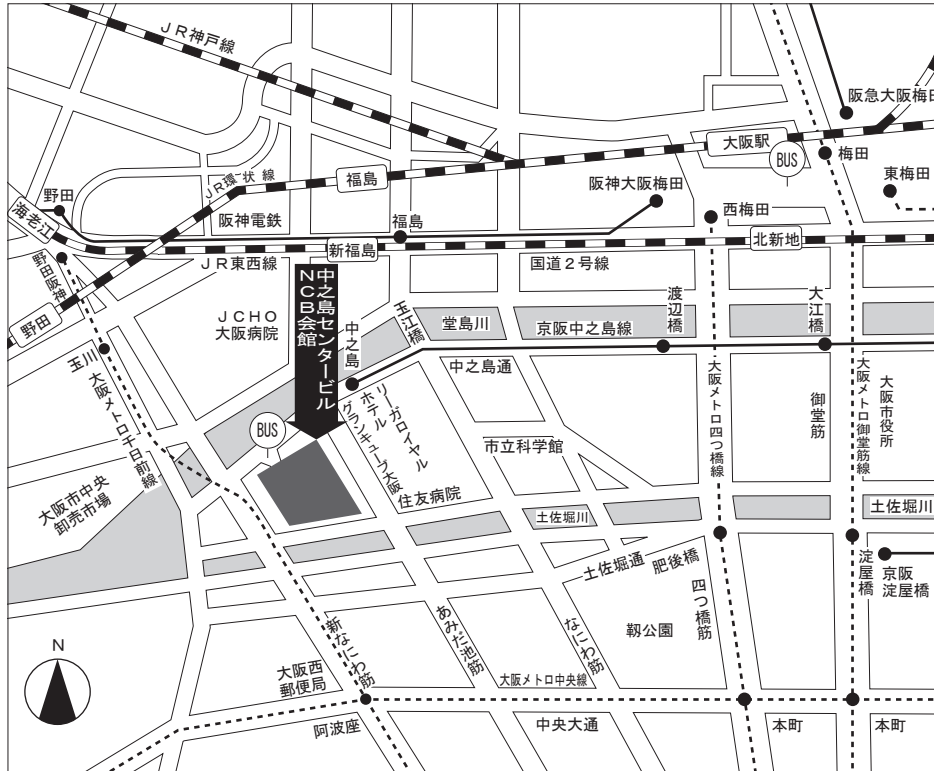 JR神戸線
阪急大阪梅田
大阪駅
BUS
梅田
東梅田
JR環状線
福島
阪神大阪梅田
野田
海老江
阪神電鉄
福島
西梅田
新福島
北新地
野田阪神
JR東西線
国道2号線
野田
JCHO
大阪病院
中之島センタービル
NCB会館
中之島
玉江橋
堂島川
京阪中之島線
渡辺橋
大江橋
玉川
大阪メトロ千日前線
中之島通
大阪メトロ四つ橋線
御堂筋
大阪メトロ御堂筋線
大阪市役所
BUS
リーガロイヤル
ホテル
グランキューブ大阪
市立科学館
住友病院
大阪市中央
卸売市場
土佐堀川
土佐堀川
土佐堀通
肥後橋
淀屋橋
京阪
淀屋橋
四つ橋筋
N
新なにわ筋
あみだ池筋
なにわ筋
靱公園
大阪西
郵便局
大阪メトロ中央線
阿波座
中央大通
本町
本町